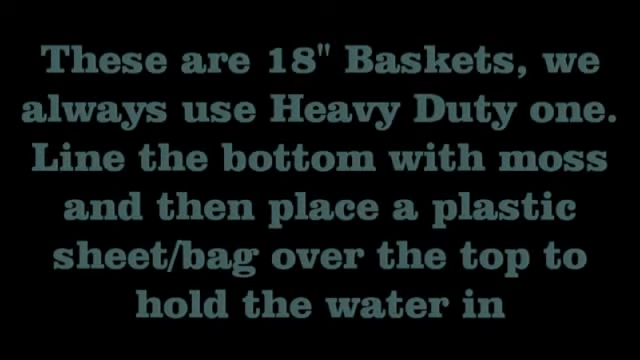 These are 18" Baskets, we
always use Heavy Duty one.
Line the bottom with moss
and then place a plastic
sheet/bag over the top to
hold the water in